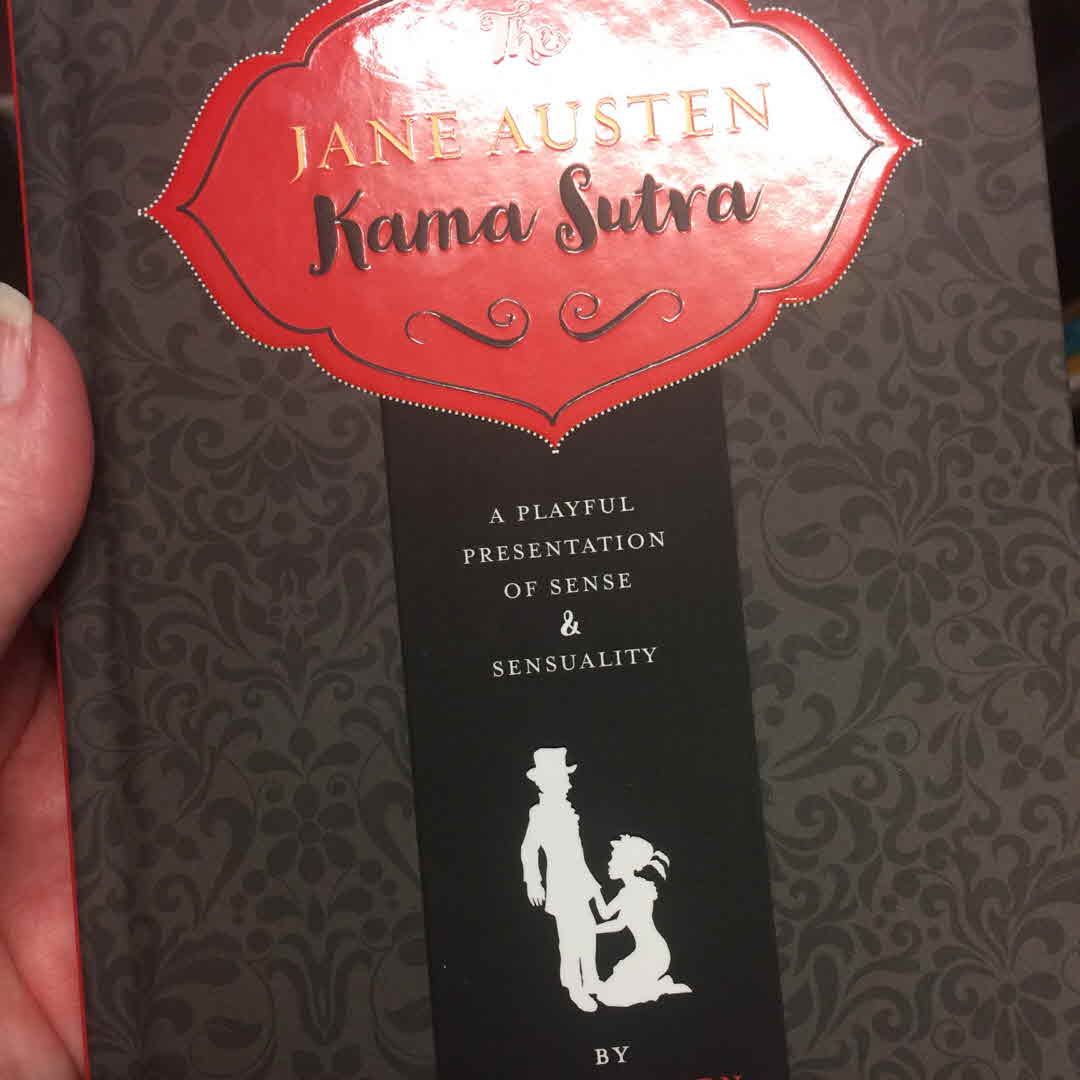 The
JANE AUSTEN
Kama Sutra
A PLAYFUL
PRESENTATION
OF SENSE
&
SENSUALITY
BY